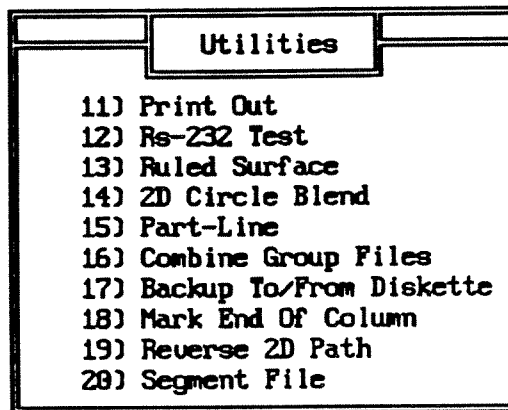 Utilities
11) Print Out
12) Rs-232 Test
13) Ruled Surface
14) 2D Circle Blend
15) Part-Line
16) Combine Group Files
17) Backup To/From Diskette
18) Mark End Of Column
19) Reverse 2D Path
20) Segment File